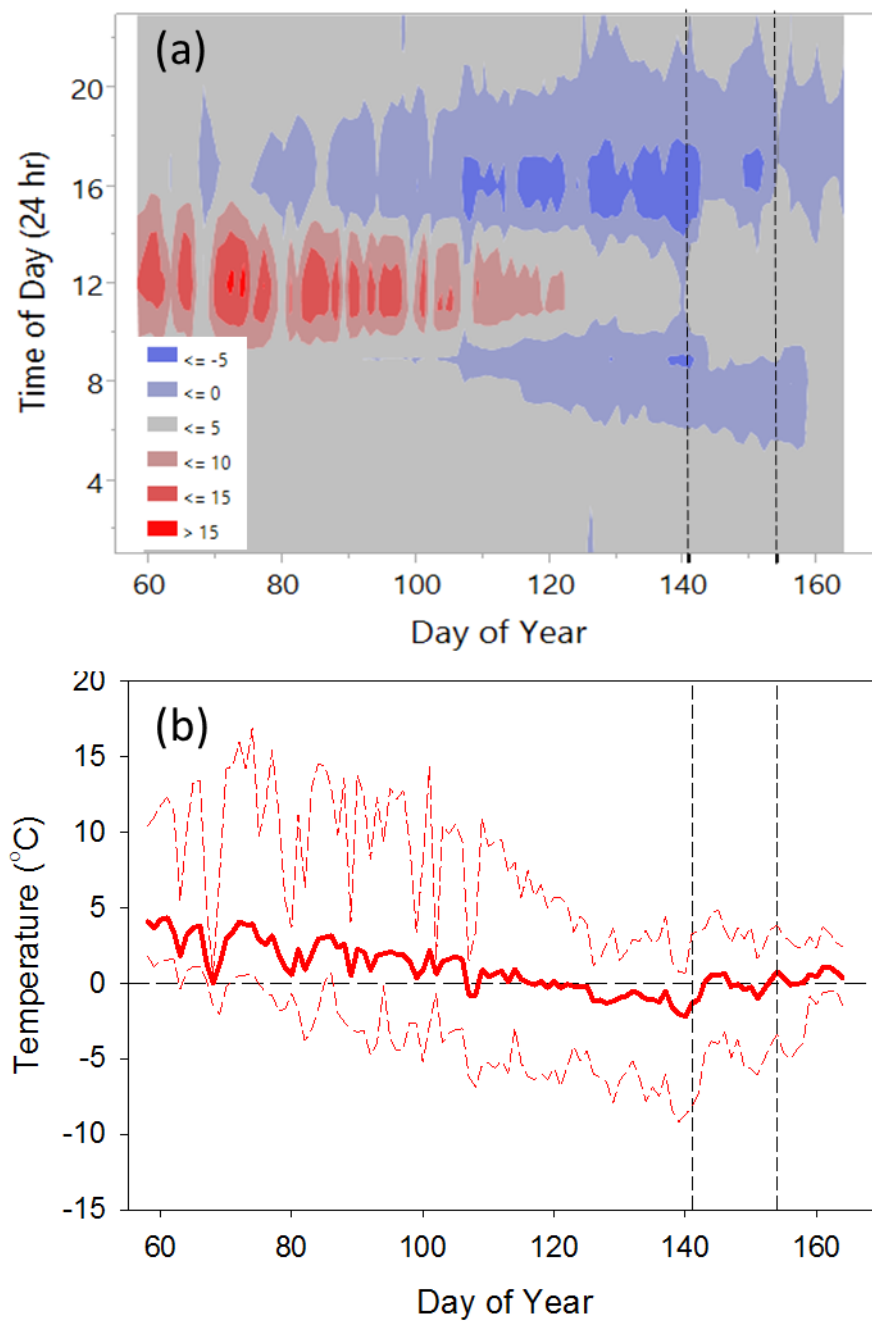 (a)
Time of Day (24 hr)
20
16
12
8
4
<= -5
<= 0
<= 5
<= 10
<= 15
> 15
60 80 100 120 140 160
Day of Year
(b)
Temperature (°C)
20
15
10
5
0
-5
-10
-15
60 80 100 120 140 160
Day of Year